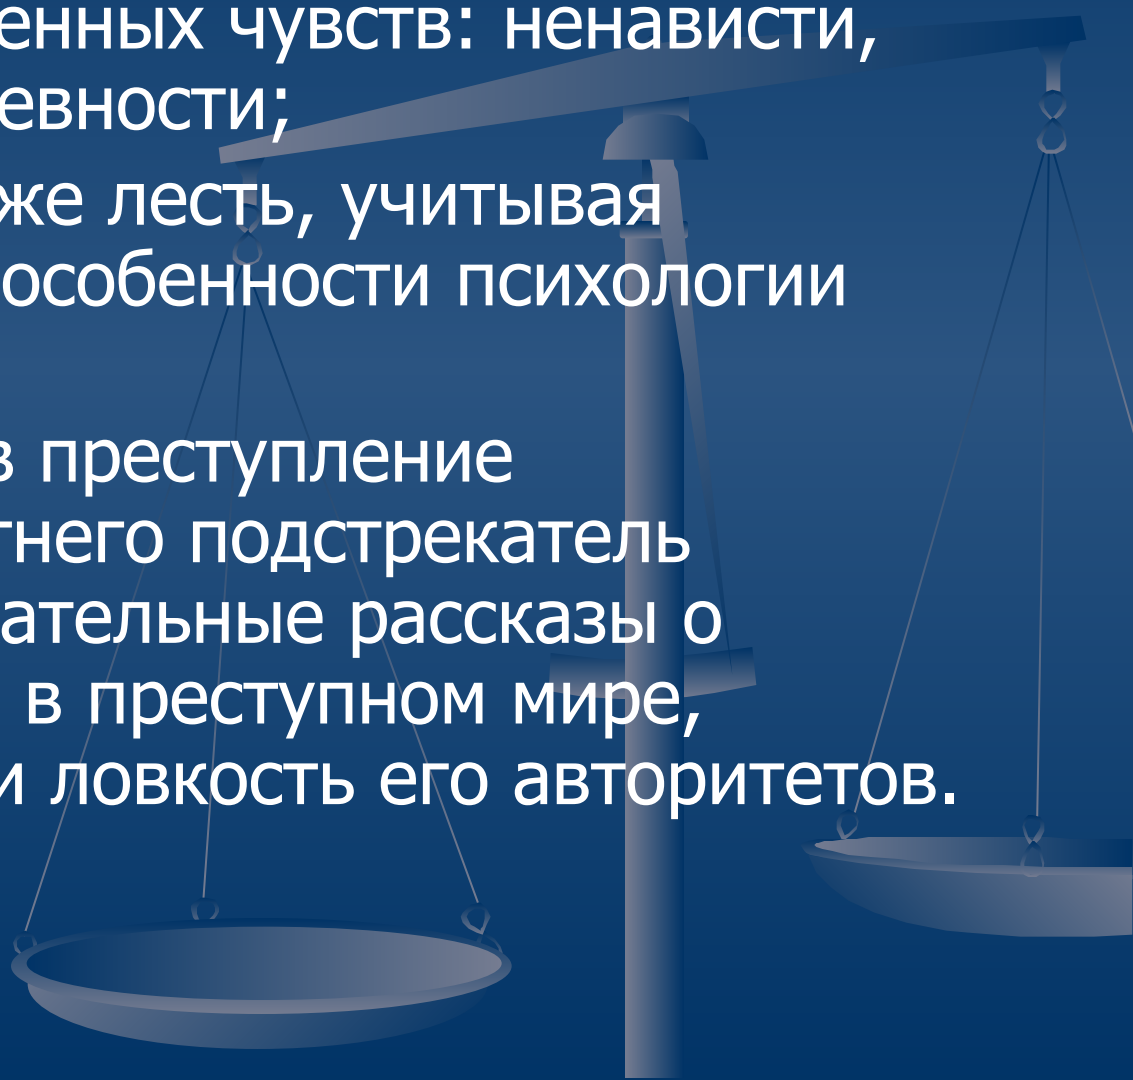 енных чувств: ненависти,
евности;
же лесть, учитывая
особенности психологии
в преступление
тнего подстрекатель
ательные рассказы о
в преступном мире,
и ловкость его авторитетов.